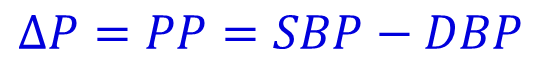 ΔP = PP = SBP − DBP